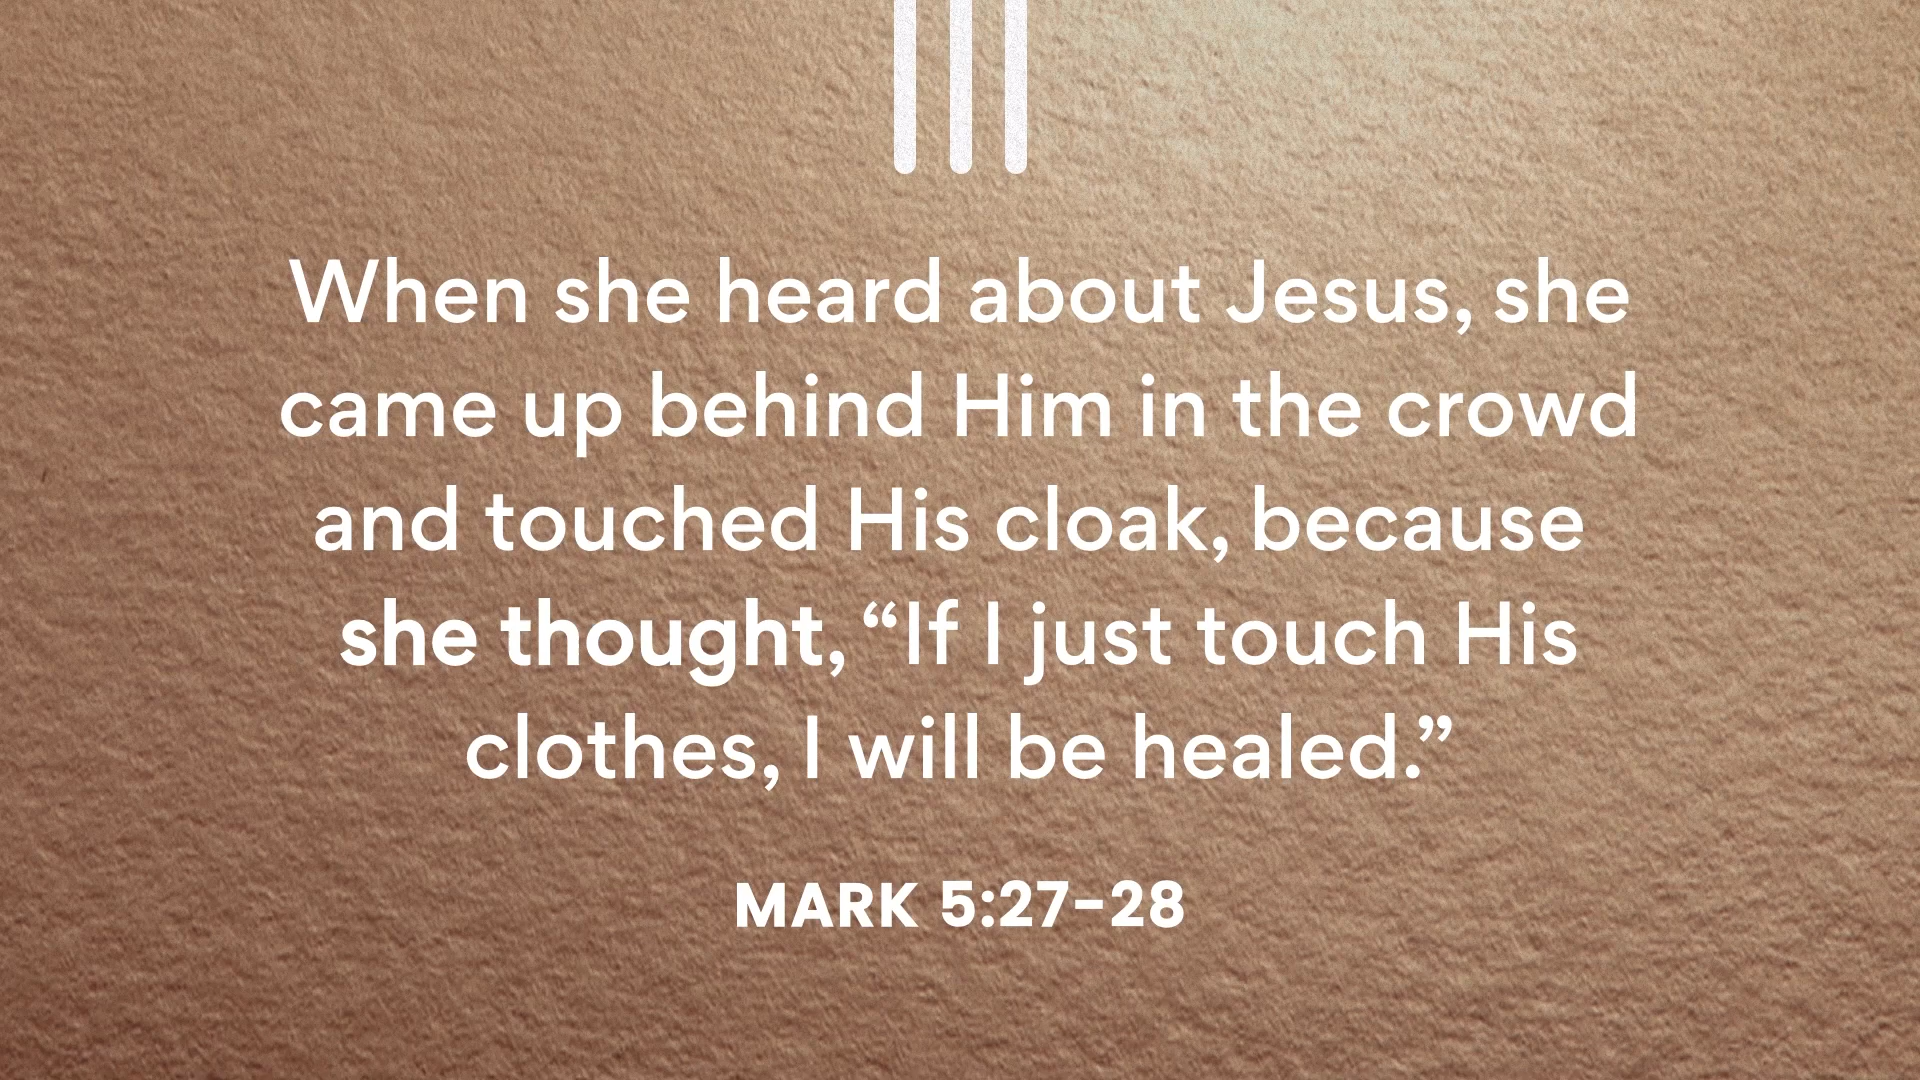 When she heard about Jesus, she
came up behind Him in the crowd
and touched His cloak, because
she thought, “If I just touch His
clothes, I will be healed.”
MARK 5:27–28